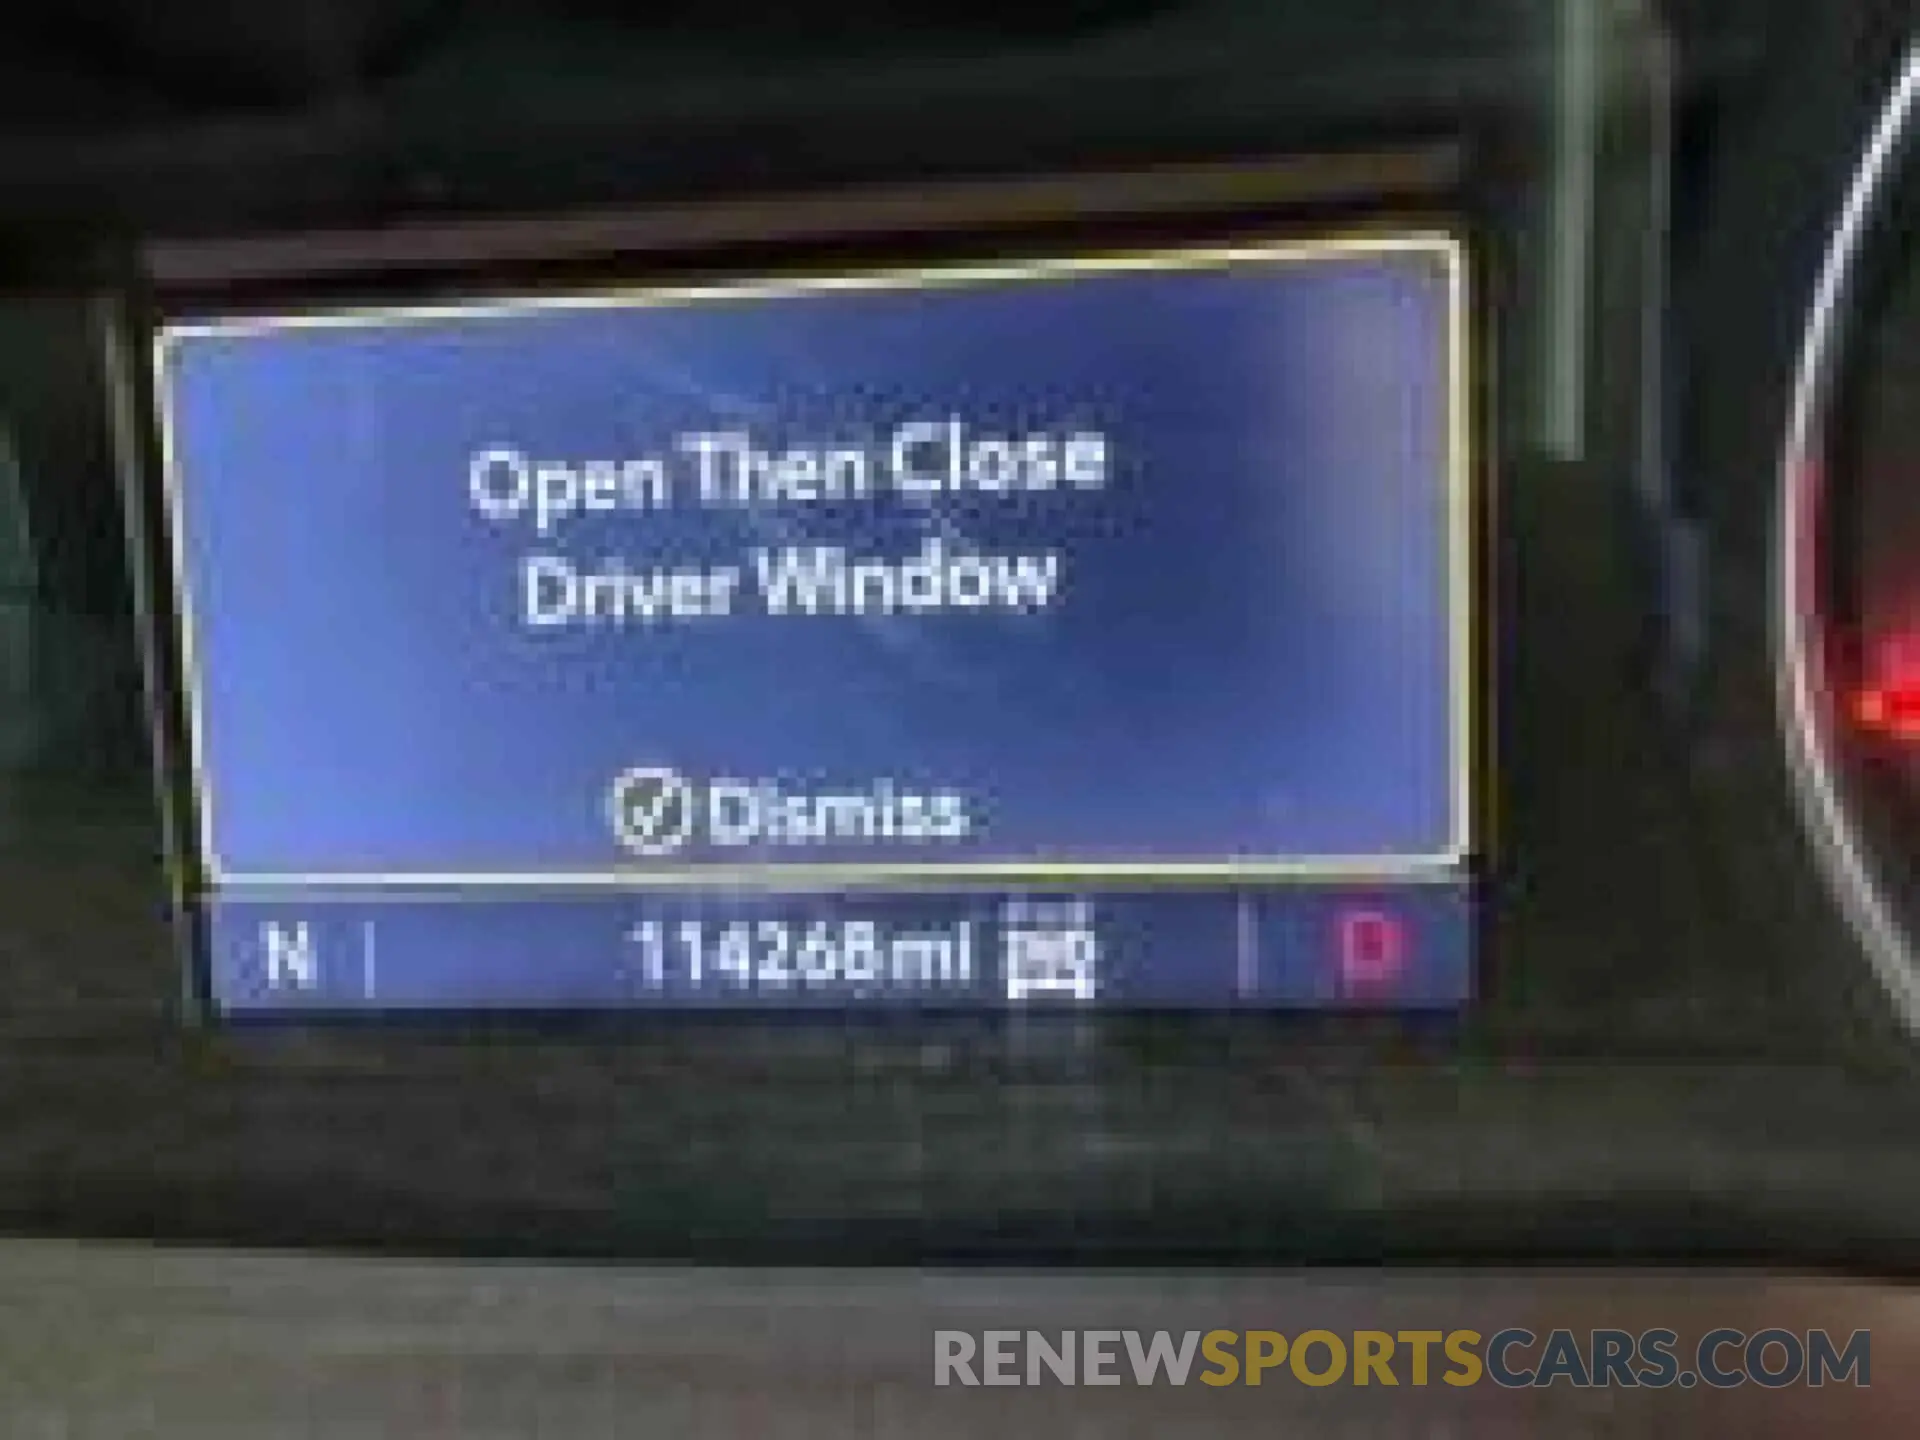 Open Then Close
Driver Window
Dismiss
N 114268mi D
RENEWSPORTSCARS.COM